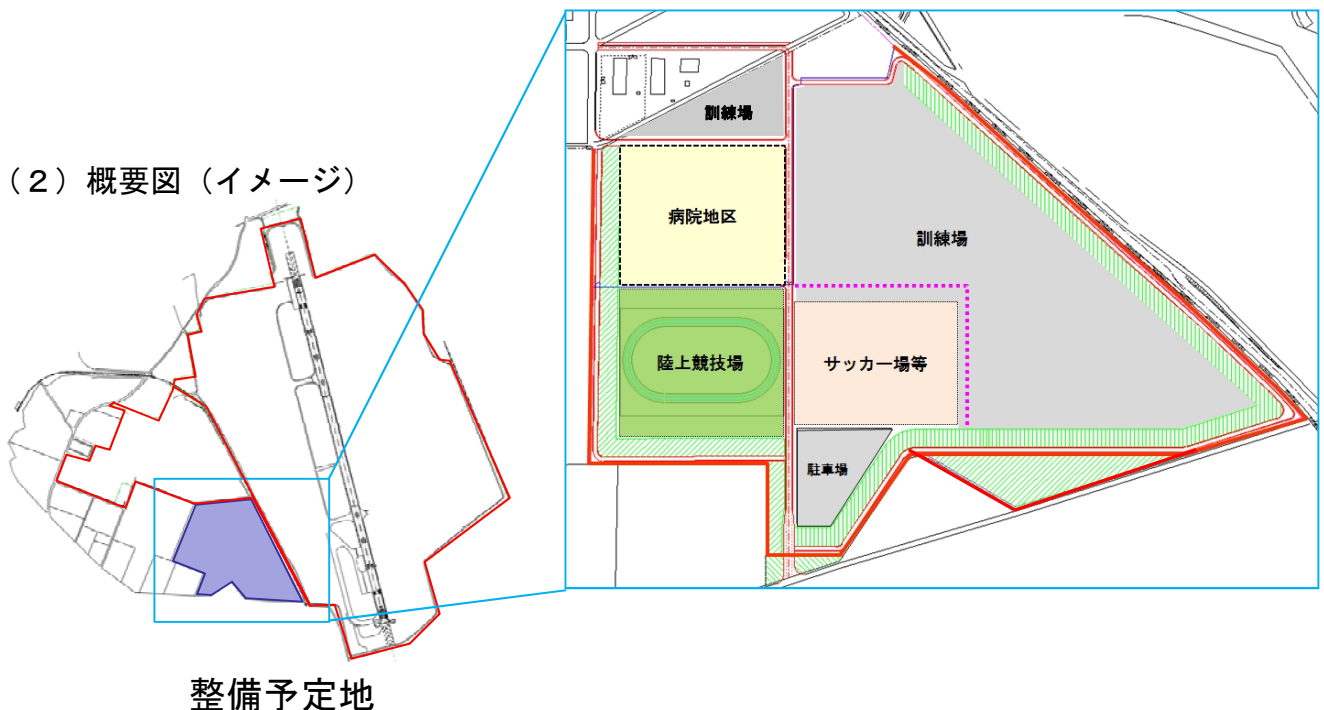 (2)概要図(イメージ)
整備予定地
訓練場
病院地区
訓練場
陸上競技場
サッカー場等
駐車場